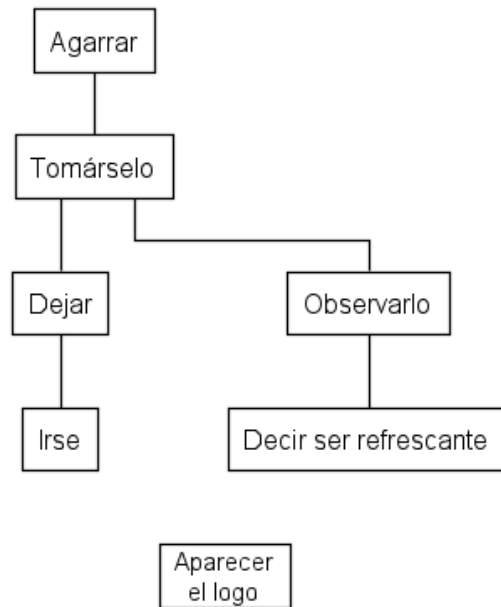 Agarrar
Tomárselo
Dejar
Observarlo
Irse
Decir ser refrescante
Aparecer
el logo